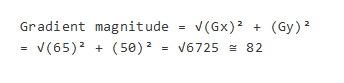 Gradient magnitude = √(Gx)² + (Gy)²
= √(65)² + (50)² = √6725 ≅ 82